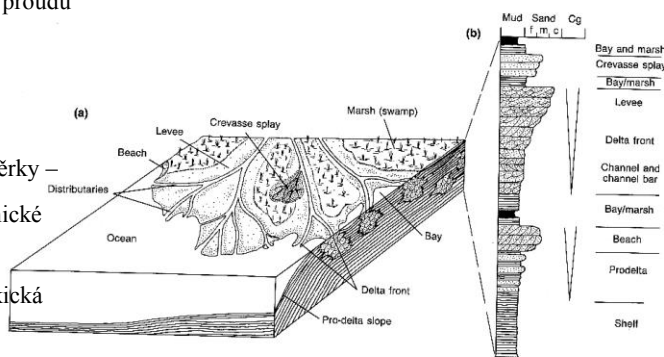 proudu
ěrky –
nické
xická
(a)
Crevasse splay
Marsh (swamp)
Levee
Beach
Distributaries
Ocean
Bay
Delta front
Pro-delta slope
(b)
Mud Sand Cg
f m c
Bay and marsh
Crevasse splay
Bay/marsh
Levee
Delta front
Channel and
channel bar
Bay/marsh
Beach
Prodelta
Shelf